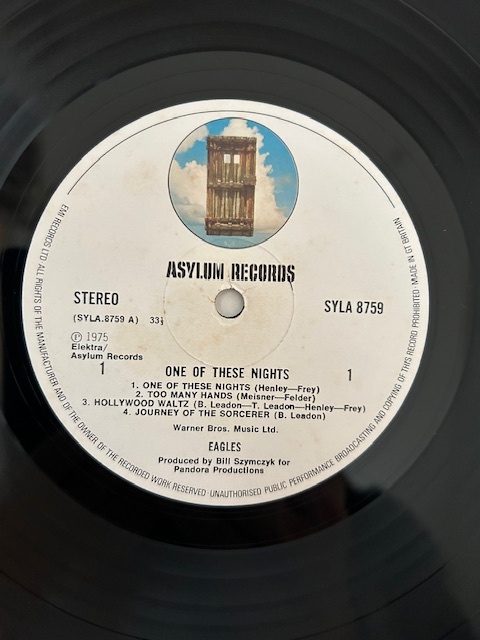 ASYLUM RECORDS
STEREO
SYLA 8759
(SYLA.8759 A) 33⅓
℗ 1975
Elektra/
Asylum Records
1
1
ONE OF THESE NIGHTS
1. ONE OF THESE NIGHTS (Henley—Frey)
2. TOO MANY HANDS (Meisner—Felder)
3. HOLLYWOOD WALTZ (B. Leadon—T. Leadon—Henley—Frey)
4. JOURNEY OF THE SORCERER (B. Leadon)
Warner Bros. Music Ltd.
EAGLES
Produced by Bill Szymczyk for
Pandora Productions
EMI RECORDS LTD ALL RIGHTS OF THE MANUFACTURER AND OF THE OWNER OF THE RECORDED WORK RESERVED · UNAUTHORISED PUBLIC PERFORMANCE BROADCASTING AND COPYING OF THIS RECORD PROHIBITED · MADE IN GT BRITAIN